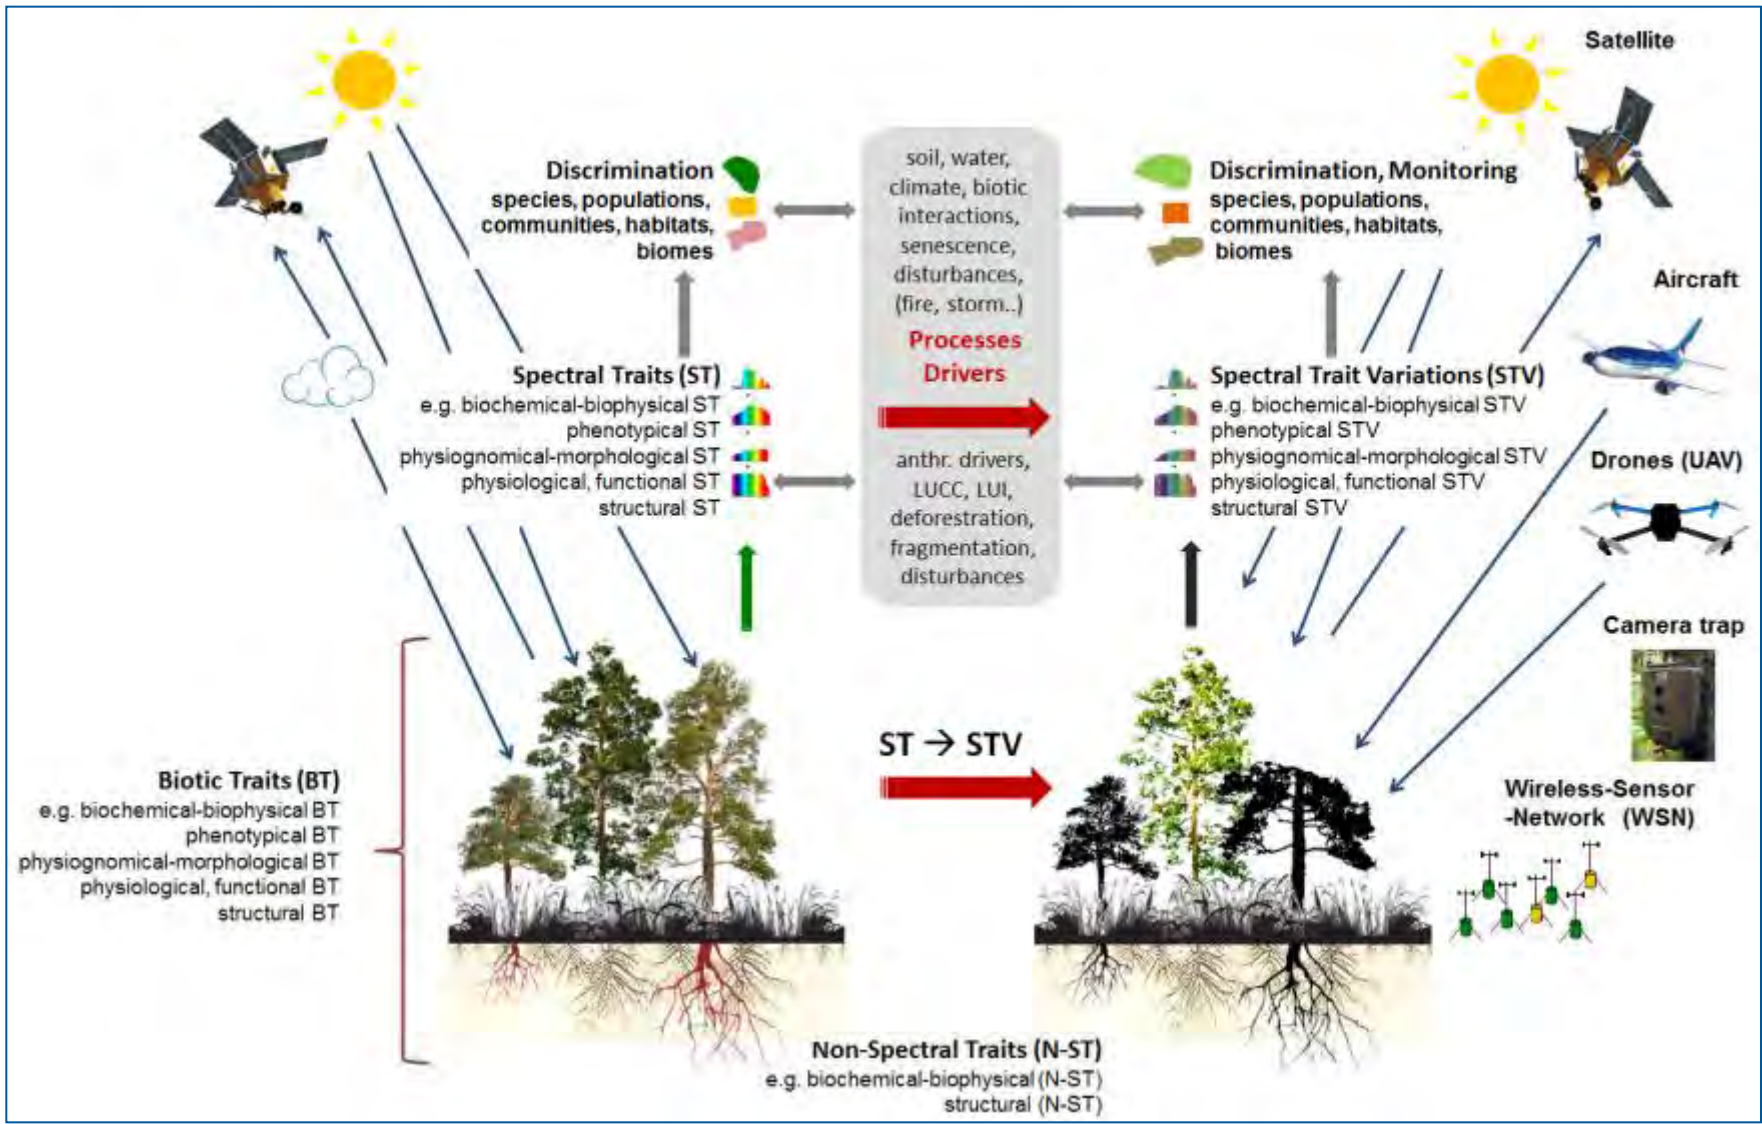 Satellite
Discrimination
species, populations,
communities, habitats,
biomes
soil, water,
climate, biotic
interactions,
senescence,
disturbances,
(fire, storm..)
Processes
Drivers
anthr. drivers,
LUCC, LUI,
deforestration,
fragmentation,
disturbances
Discrimination, Monitoring
species, populations,
communities, habitats,
biomes
Aircraft
Spectral Traits (ST)
e.g. biochemical-biophysical ST
phenotypical ST
physiognomical-morphological ST
physiological, functional ST
structural ST
Spectral Trait Variations (STV)
e.g. biochemical-biophysical STV
phenotypical STV
physiognomical-morphological STV
physiological, functional STV
structural STV
Drones (UAV)
Camera trap
ST → STV
Biotic Traits (BT)
e.g. biochemical-biophysical BT
phenotypical BT
physiognomical-morphological BT
physiological, functional BT
structural BT
Wireless-Sensor
-Network (WSN)
Non-Spectral Traits (N-ST)
e.g. biochemical-biophysical (N-ST)
structural (N-ST)